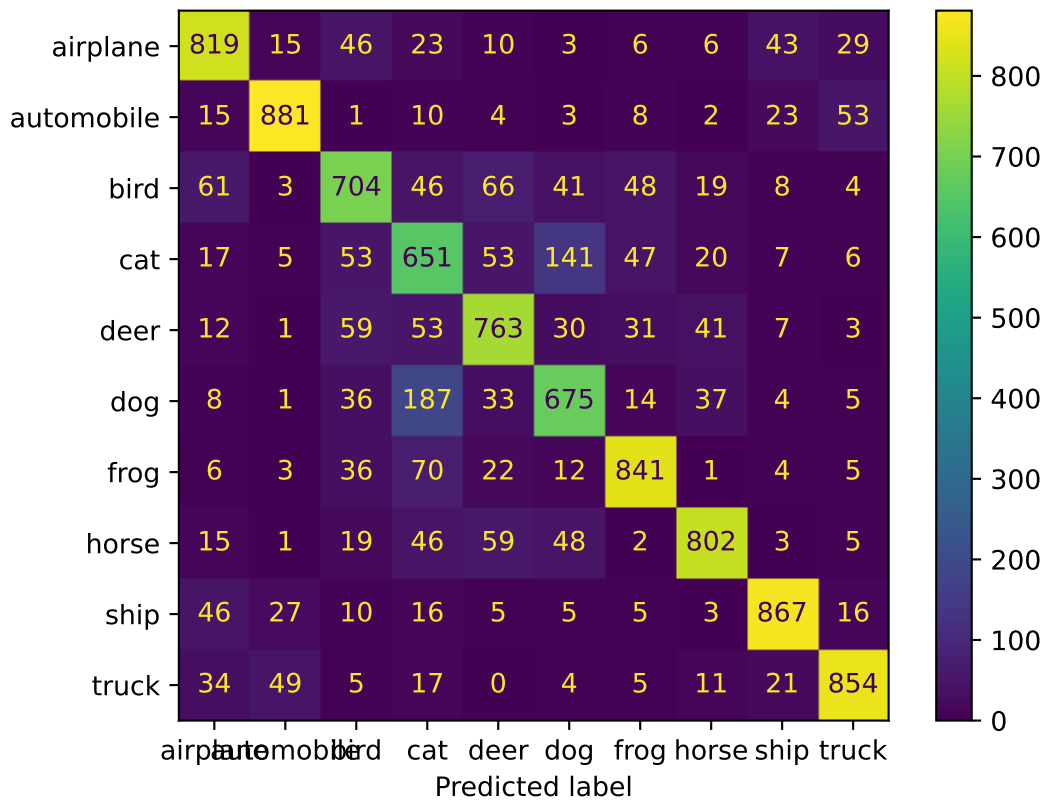 airplane 819 15 46 23 10 3 6 6 43 29
automobile 15 881 1 10 4 3 8 2 23 53
bird 61 3 704 46 66 41 48 19 8 4
cat 17 5 53 651 53 141 47 20 7 6
deer 12 1 59 53 763 30 31 41 7 3
dog 8 1 36 187 33 675 14 37 4 5
frog 6 3 36 70 22 12 841 1 4 5
horse 15 1 19 46 59 48 2 802 3 5
ship 46 27 10 16 5 5 5 3 867 16
truck 34 49 5 17 0 4 5 11 21 854
airplane automobile bird cat deer dog frog horse ship truck
Predicted label
800
700
600
500
400
300
200
100
0